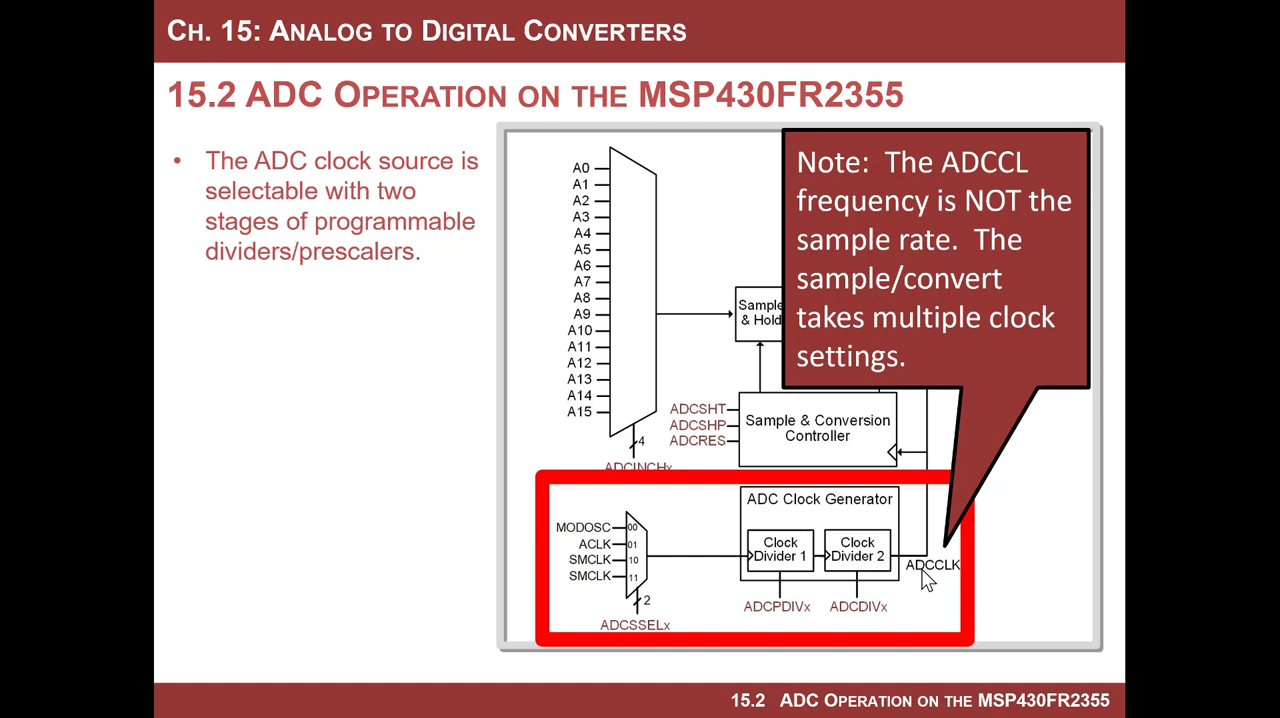 CH. 15: ANALOG TO DIGITAL CONVERTERS
15.2 ADC OPERATION ON THE MSP430FR2355
• The ADC clock source is
selectable with two
stages of programmable
dividers/prescalers.
Note: The ADCCL
frequency is NOT the
sample rate. The
sample/convert
takes multiple clock
settings.
A0
A1
A2
A3
A4
A5
A6
A7
A8
A9
A10
A11
A12
A13
A14
A15
4
ADCINCHx
Sample
& Hold
ADCSHT
ADCSHP
ADCRES
Sample & Conversion
Controller
ADC Clock Generator
MODOSC 00
ACLK 01
SMCLK 10
SMCLK 11
2
ADCSSELx
Clock
Divider 1
Clock
Divider 2
ADCCLK
ADCPDIVx
ADCDIVx
15.2 ADC OPERATION ON THE MSP430FR2355